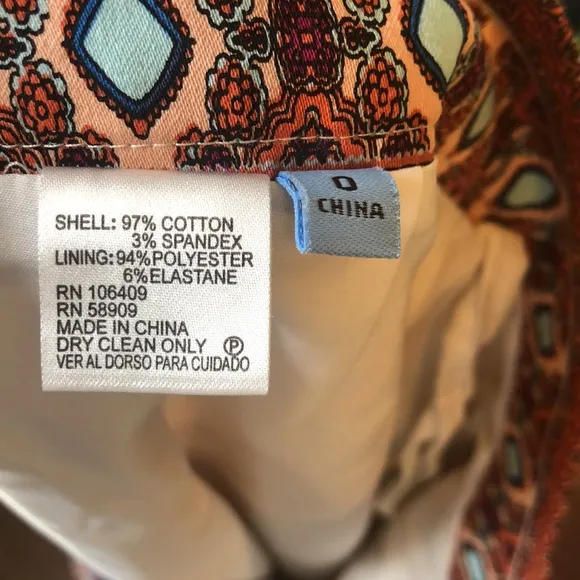 SHELL: 97% COTTON
3% SPANDEX
LINING: 94% POLYESTER
6% ELASTANE
RN 106409
RN 58909
MADE IN CHINA
DRY CLEAN ONLY Ⓟ
VER AL DORSO PARA CUIDADO
0
CHINA